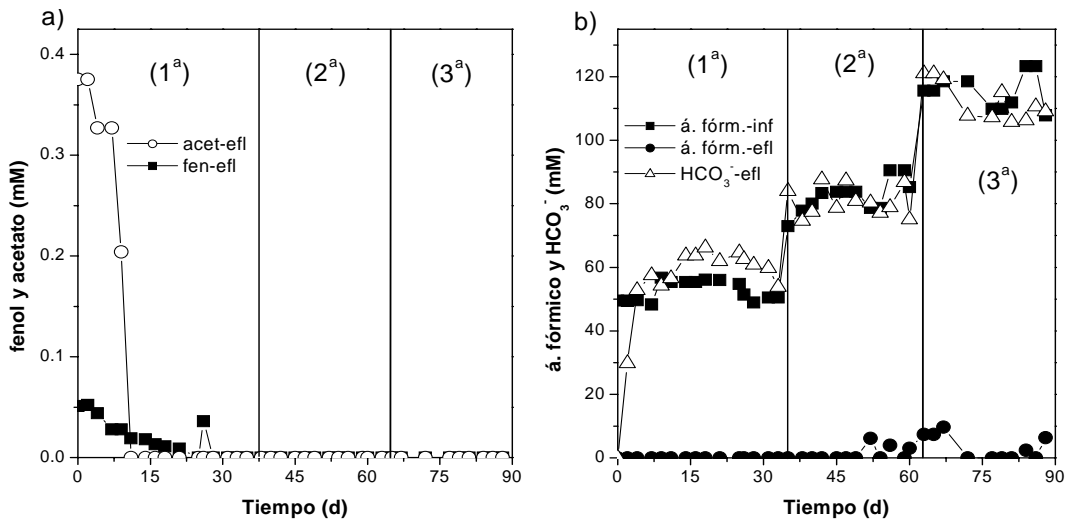 a)
0.4
0.3
0.2
0.1
0.0
fenol y acetato (mM)
(1ª)
(2ª)
(3ª)
acet-efl
fen-efl
0
15
30
45
60
75
90
Tiempo (d)
b)
120
100
80
60
40
20
0
á. fórmico y HCO₃⁻ (mM)
(1ª)
(2ª)
(3ª)
á. fórm.-inf
á. fórm.-efl
HCO₃⁻-efl
0
15
30
45
60
75
90
Tiempo (d)